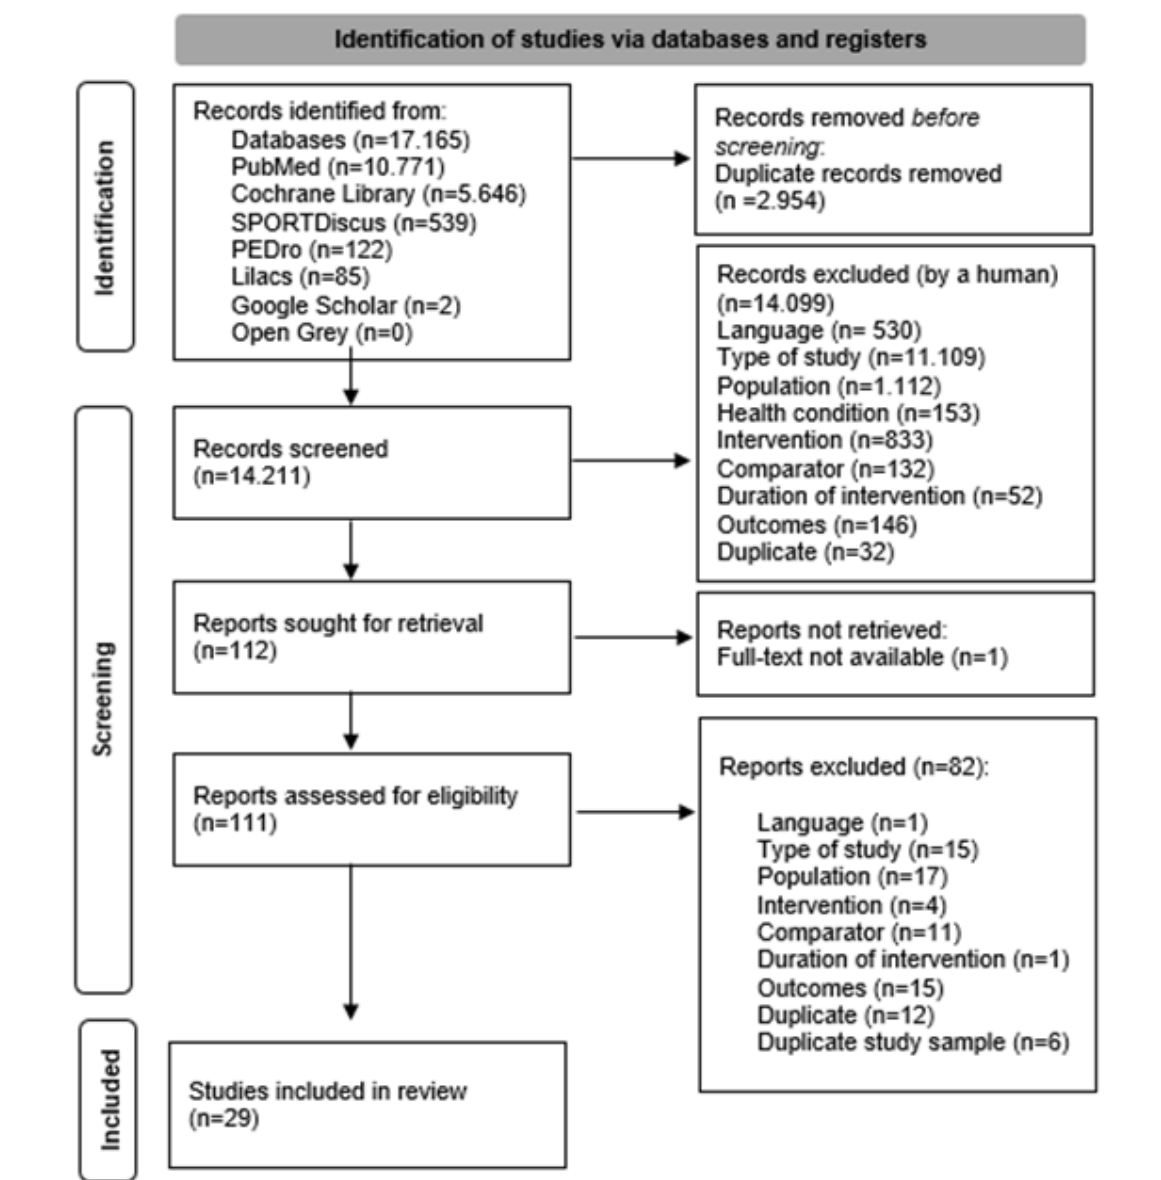 Identification of studies via databases and registers
Identification
Records identified from:
Databases (n=17.165)
PubMed (n=10.771)
Cochrane Library (n=5.646)
SPORTDiscus (n=539)
PEDro (n=122)
Lilacs (n=85)
Google Scholar (n=2)
Open Grey (n=0)
Records removed before
screening:
Duplicate records removed
(n =2.954)
Screening
Records screened
(n=14.211)
Records excluded (by a human)
(n=14.099)
Language (n= 530)
Type of study (n=11.109)
Population (n=1.112)
Health condition (n=153)
Intervention (n=833)
Comparator (n=132)
Duration of intervention (n=52)
Outcomes (n=146)
Duplicate (n=32)
Reports sought for retrieval
(n=112)
Reports not retrieved:
Full-text not available (n=1)
Reports assessed for eligibility
(n=111)
Reports excluded (n=82):
Language (n=1)
Type of study (n=15)
Population (n=17)
Intervention (n=4)
Comparator (n=11)
Duration of intervention (n=1)
Outcomes (n=15)
Duplicate (n=12)
Duplicate study sample (n=6)
Included
Studies included in review
(n=29)